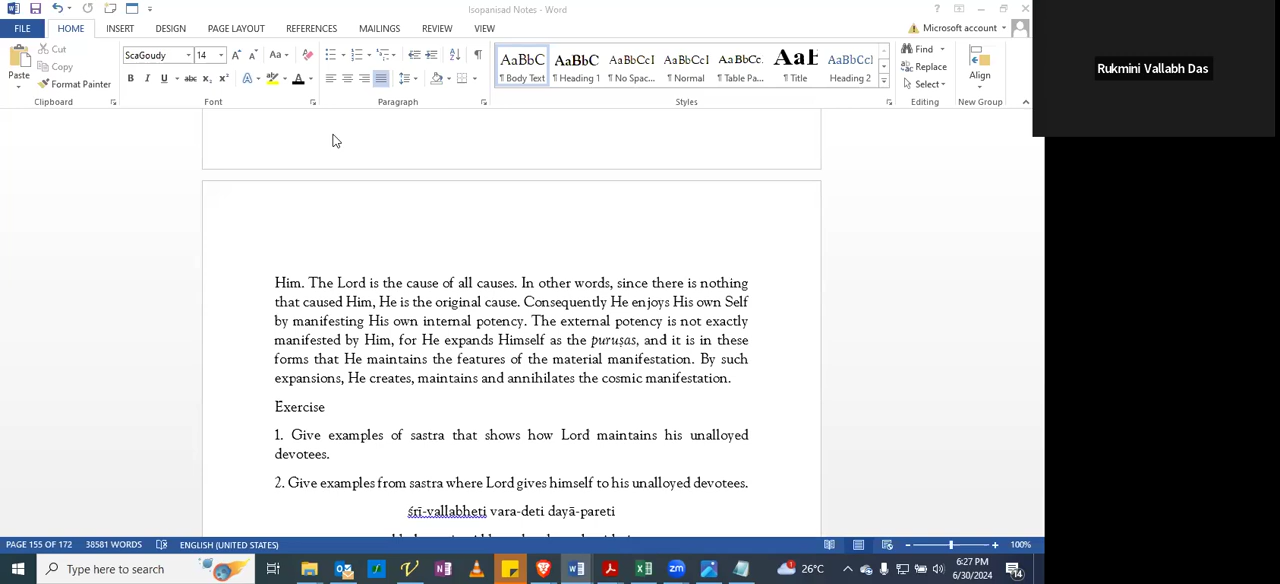 Isopanisad Notes - Word
FILE HOME INSERT DESIGN PAGE LAYOUT REFERENCES MAILINGS REVIEW VIEW Microsoft account
Rukmini Vallabh Das
Paste Cut Copy Format Painter
ScaGoudy 14
AaBbC AaBbC AaBbCcI AaBbCcI AaBbCc. AaBl AaBbCcl
¶ Body Text ¶ Heading 1 ¶ No Spac... ¶ Normal ¶ Table Pa... ¶ Title Heading 2
Find Replace Select
Align
Clipboard Font Paragraph Styles Editing New Group
Him. The Lord is the cause of all causes. In other words, since there is nothing
that caused Him, He is the original cause. Consequently He enjoys His own Self
by manifesting His own internal potency. The external potency is not exactly
manifested by Him, for He expands Himself as the puruṣas, and it is in these
forms that He maintains the features of the material manifestation. By such
expansions, He creates, maintains and annihilates the cosmic manifestation.
Exercise
1. Give examples of sastra that shows how Lord maintains his unalloyed
devotees.
2. Give examples from sastra where Lord gives himself to his unalloyed devotees.
śrī-vallabheti vara-deti dayā-pareti
PAGE 155 OF 172 38581 WORDS ENGLISH (UNITED STATES) 100%
Type here to search
26°C
6:27 PM
6/30/2024
14